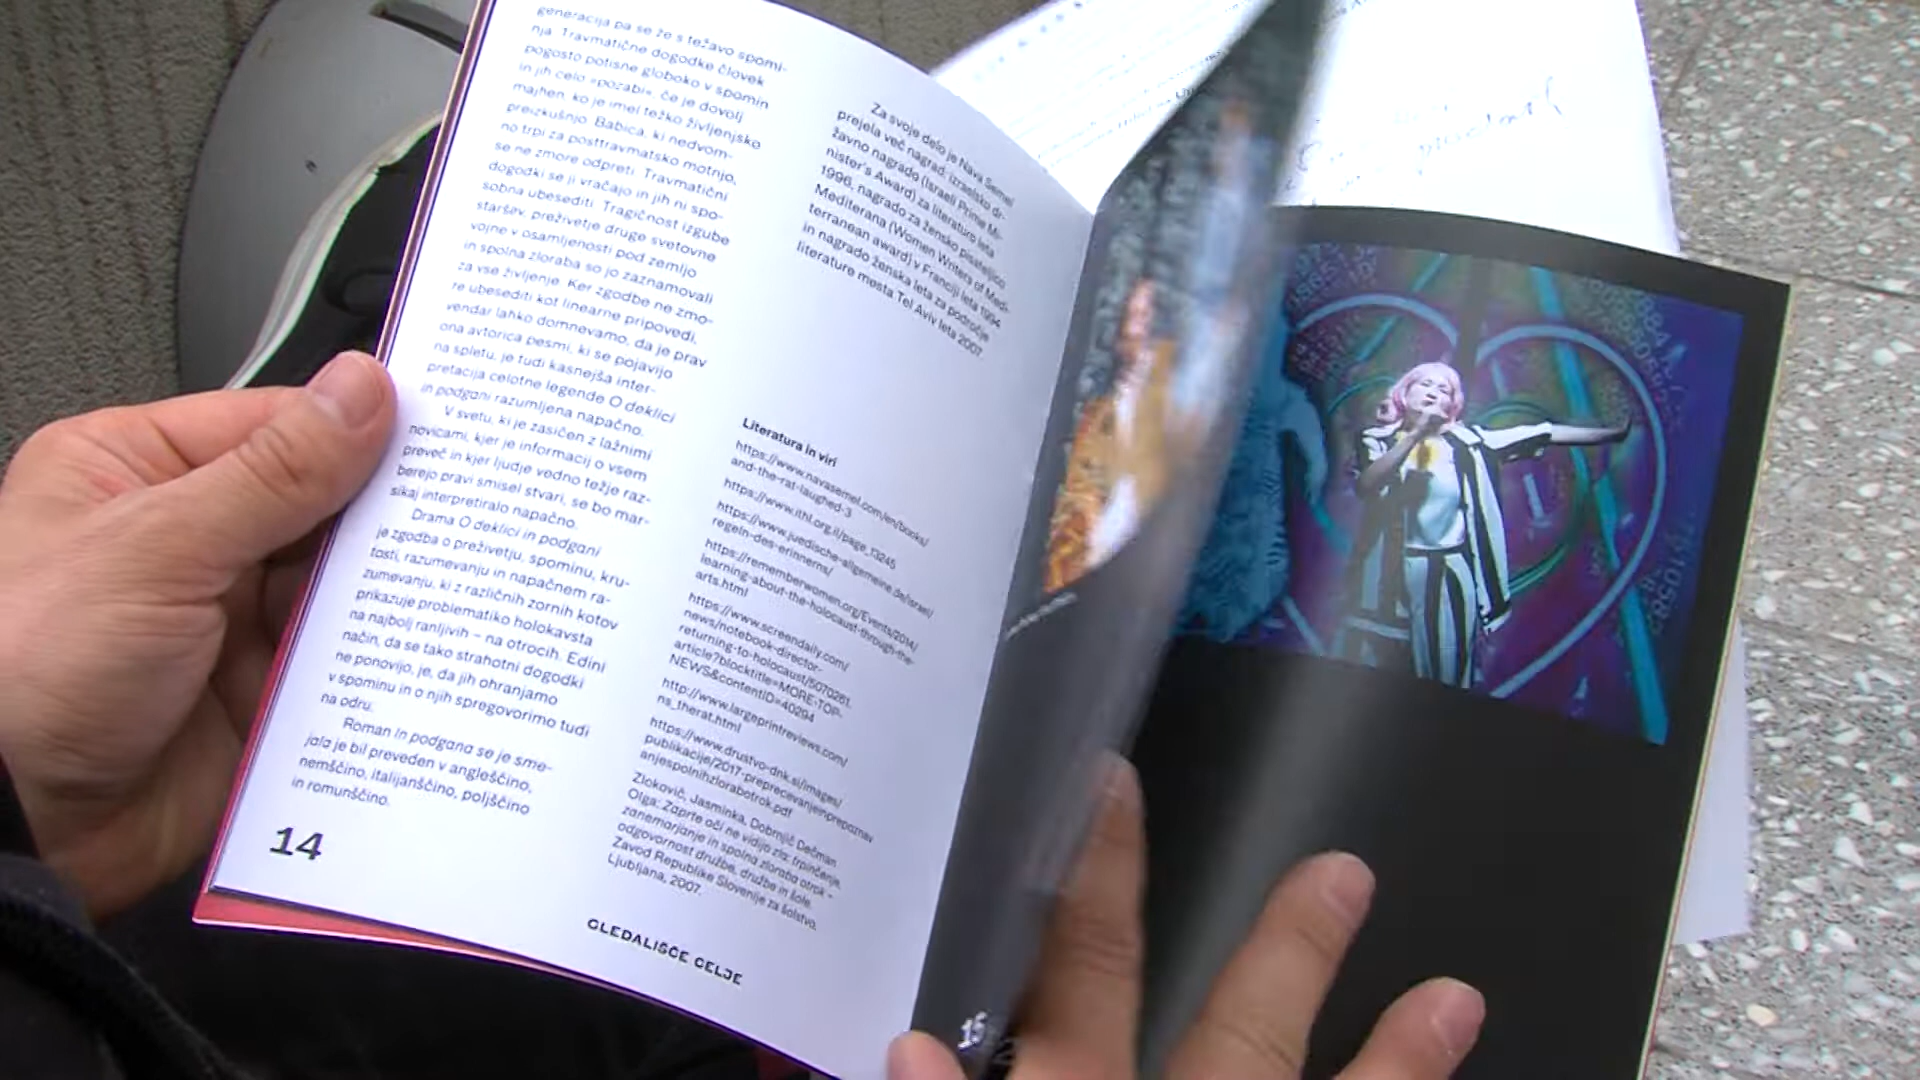 generacija pa se že s težavo spomi-
nja. Travmatične dogodke človek
pogosto potisne globoko v spomin
in jih celo »pozabi«, če je dovolj
majhen, ko je imel težko življenjsko
preizkušnjo. Babica, ki nedvom-
no trpi za posttravmatsko motnjo,
se ne zmore odpreti. Travmatični
dogodki se ji vračajo in jih ni spo-
sobna ubesediti. Tragičnost izgube
staršev, preživetje druge svetovne
vojne v osamljenosti pod zemljo
in spolna zloraba so jo zaznamovali
za vse življenje. Ker zgodbe ne zmo-
re ubesediti kot linearne pripovedi,
vendar lahko domnevamo, da je prav
ona avtorica pesmi, ki se pojavijo
na spletu, je tudi kasnejša inter-
pretacija celotne legende O deklici
in podgani razumljena napačno.
V svetu, ki je zasičen z lažnimi
novicami, kjer je informacij o vsem
preveč in kjer ljudje vedno težje raz-
berejo pravi smisel stvari, se bo mar-
sikaj interpretiralo napačno.
Drama O deklici in podgani
je zgodba o preživetju, spominu, kru-
tosti, razumevanju in napačnem ra-
zumevanju, ki z različnih zornih kotov
prikazuje problematiko holokavsta
na najbolj ranljivih – na otrocih. Edini
način, da se tako strahotni dogodki
ne ponovijo, je, da jih ohranjamo
v spominu in o njih spregovorimo tudi
na odru.
Roman In podgana se je sme-
jala je bil preveden v angleščino,
nemščino, italijanščino, poljščino
in romunščino.
14
Za svoje delo je Nava Semel
prejela več nagrad: izraelsko dr-
žavno nagrado (Israeli Prime Mi-
nister's Award) za literaturo leta
1996, nagrado za žensko pisateljico
Mediterana (Women Writers of Medi-
terranean award) v Franciji leta 1994
in nagrado ženska leta za področje
literature mesta Tel Aviv leta 2007.
Literatura in viri
https://www.navasemel.com/en/books/
and-the-rat-laughed-3
https://www.ithl.org.il/page_13245
https://www.juedische-allgemeine.de/israel/
regeln-des-erinnerns/
https://rememberwomen.org/Events/2014/
learning-about-the-holocaust-through-the-
arts.html
https://www.screendaily.com/
news/notebook-director-
returning-to-holocaust/5070261.
article?blocktitle=MORE-TOP-
NEWS&contentID=40294
http://www.largeprintreviews.com/
ns_therat.html
https://www.drustvo-dnk.si/images/
publikacije/2017-preprecevanjeinprepoznav
anjespolnihzlorabotrok.pdf
Zloković, Jasminka, Dobrnjič Dečman
Olga: Zaprte oči ne vidijo zla: trpinčenje,
zanemarjanje in spolna zloraba otrok –
odgovornost družbe, družbe in šole.
Zavod Republike Slovenije za šolstvo,
Ljubljana, 2007.
GLEDALIŠČE CELJE
15